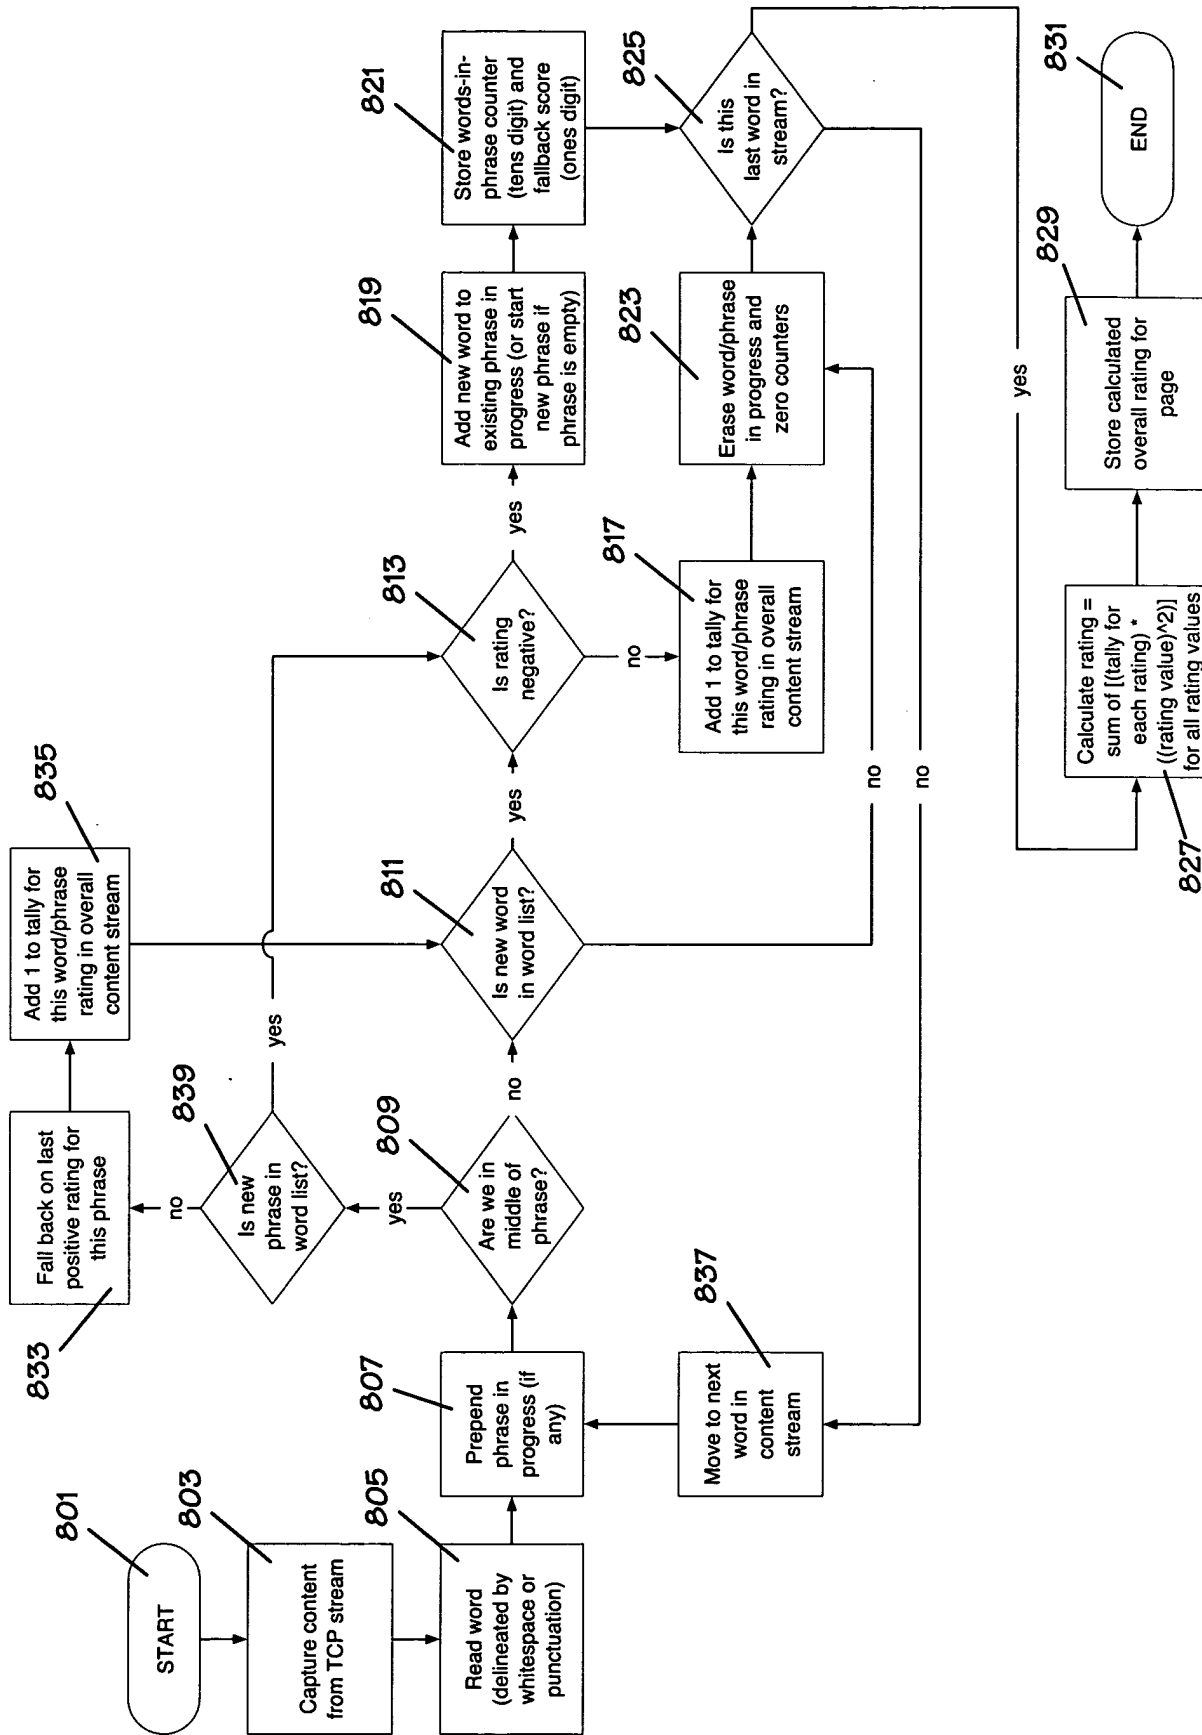 801
START
803
Capture content
from TCP stream
805
Read word
(delineated by
whitespace or
punctuation)
807
Prepend
phrase in
progress (if
any)
837
Move to next
word in
content
stream
833
Fall back on last
positive rating for
this phrase
no
839
Is new
phrase in
word list?
yes
yes
809
Are we in
middle of
phrase?
no
835
Add 1 to tally for
this word/phrase
rating in overall
content stream
811
Is new word
in word list?
yes
no
813
Is rating
negative?
yes
no
817
Add 1 to tally for
this word/phrase
rating in overall
content stream
819
Add new word to
existing phrase in
progress (or start
new phrase if
phrase is empty)
821
Store words-in-
phrase counter
(tens digit) and
fallback score
(ones digit)
823
Erase word/phrase
in progress and
zero counters
825
Is this
last word in
stream?
no
yes
827
Calculate rating =
sum of [(tally for
each rating) *
((rating value)^2)]
for all rating values
829
Store calculated
overall rating for
page
831
END